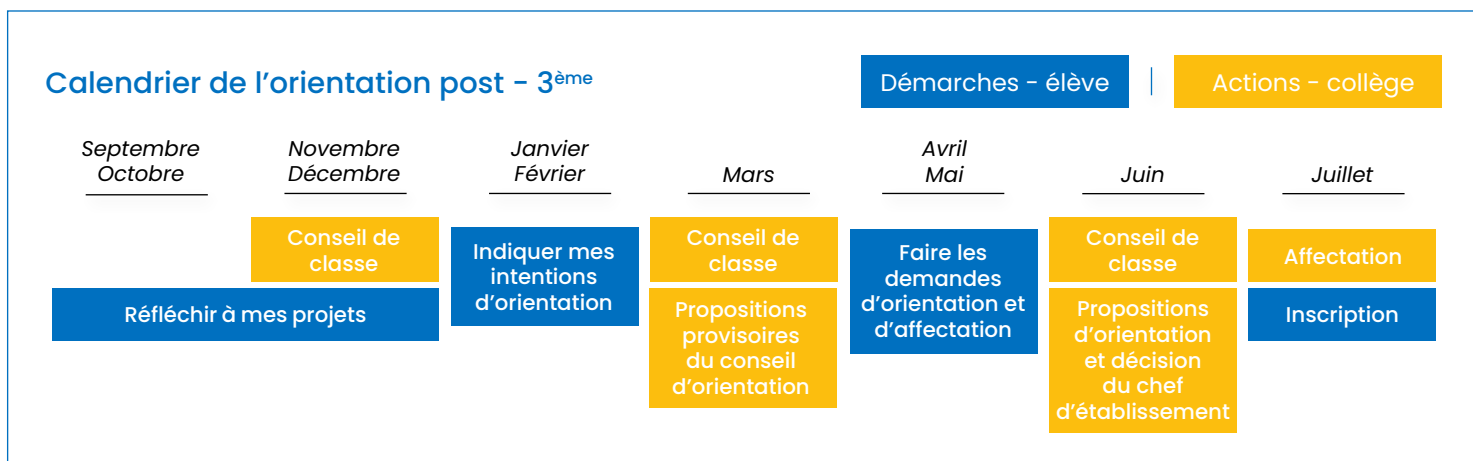 Calendrier de l'orientation post - 3ème
Démarches - élève
Actions - collège
Septembre
Octobre
Novembre
Décembre
Janvier
Février
Mars
Avril
Mai
Juin
Juillet
Conseil de
classe
Réfléchir à mes projets
Indiquer mes
intentions
d'orientation
Conseil de
classe
Propositions
provisoires
du conseil
d'orientation
Faire les
demandes
d'orientation et
d'affectation
Conseil de
classe
Propositions
d'orientation
et décision
du chef
d'établissement
Affectation
Inscription